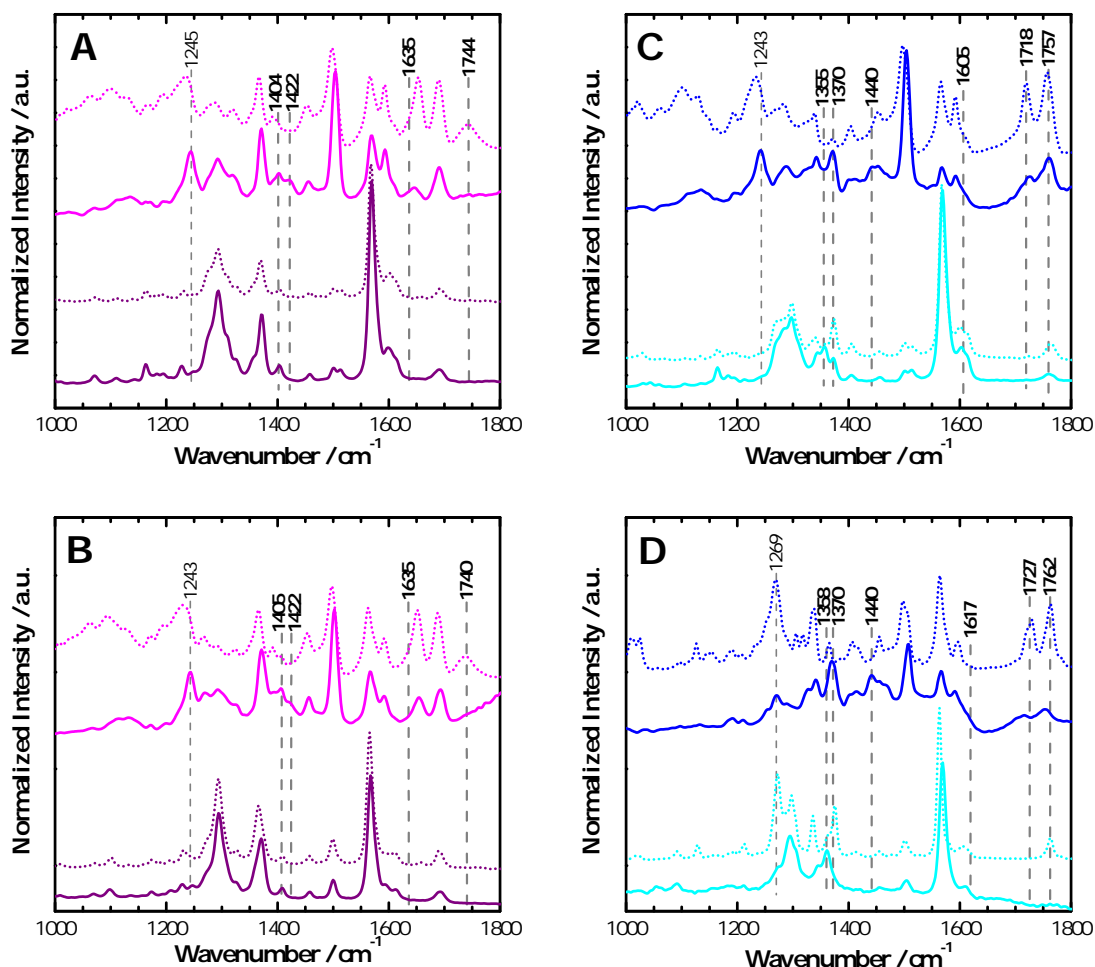 A
1245
1404
1422
1635
1744
Normalized Intensity / a.u.
1000 1200 1400 1600 1800
Wavenumber / cm-1
C
1243
1355
1370
1440
1605
1718
1757
Normalized Intensity / a.u.
1000 1200 1400 1600 1800
Wavenumber / cm-1
B
1243
1405
1422
1635
1740
Normalized Intensity / a.u.
1000 1200 1400 1600 1800
Wavenumber / cm-1
D
1269
1358
1370
1440
1617
1727
1762
Normalized Intensity / a.u.
1000 1200 1400 1600 1800
Wavenumber / cm-1